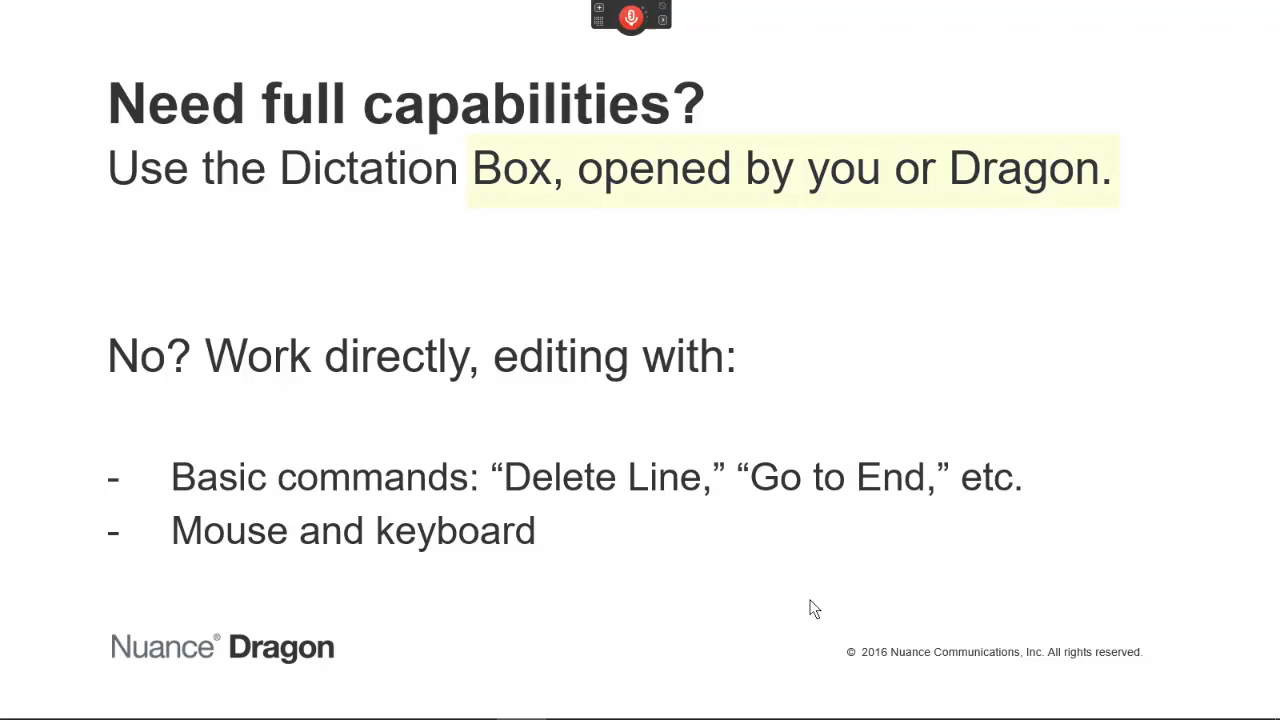 Need full capabilities?
Use the Dictation Box, opened by you or Dragon.
No? Work directly, editing with:
- Basic commands: “Delete Line,” “Go to End,” etc.
- Mouse and keyboard
Nuance® Dragon
© 2016 Nuance Communications, Inc. All rights reserved.